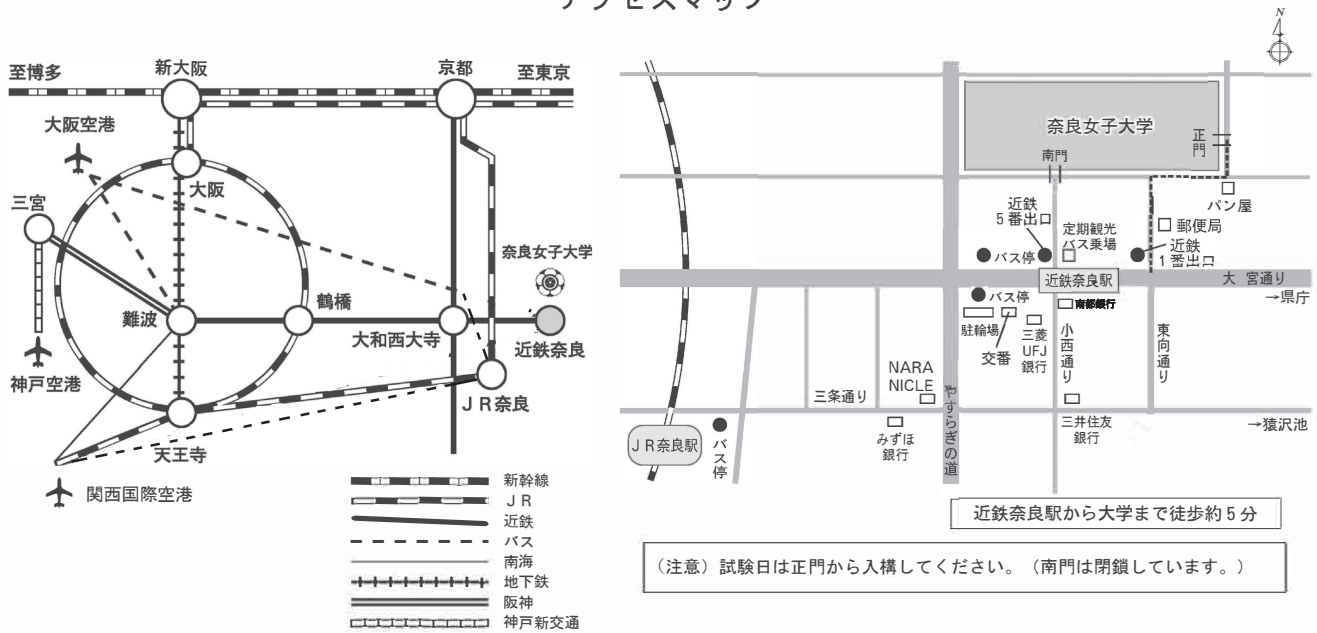 アクセスマップ
至博多
新大阪
京都
至東京
大阪空港
大阪
三宮
奈良女子大学
鶴橋
難波
大和西大寺
近鉄奈良
神戸空港
JR奈良
天王寺
関西国際空港
新幹線
JR
近鉄
バス
南海
地下鉄
阪神
神戸新交通
N
奈良女子大学
正門
南門
パン屋
近鉄
5番出口
定期観光
バス乗場
郵便局
近鉄
1番出口
バス停
近鉄奈良駅
大宮通り
→県庁
バス停
南都銀行
駐輪場
交番
三菱
UFJ
銀行
小西通り
東向通り
NARA
NICLE
三条通り
やすらぎの道
三井住友
銀行
→猿沢池
みずほ
銀行
JR奈良駅
バス停
近鉄奈良駅から大学まで徒歩約5分
(注意)試験日は正門から入構してください。(南門は閉鎖しています。)